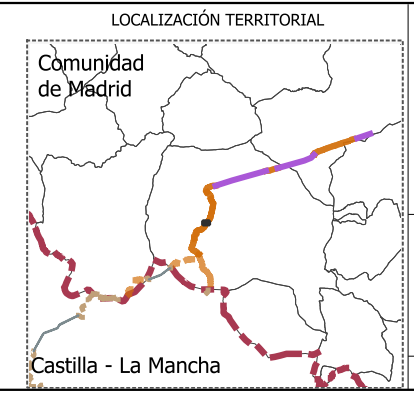 LOCALIZACIÓN TERRITORIAL
Comunidad
de Madrid
Castilla - La Mancha